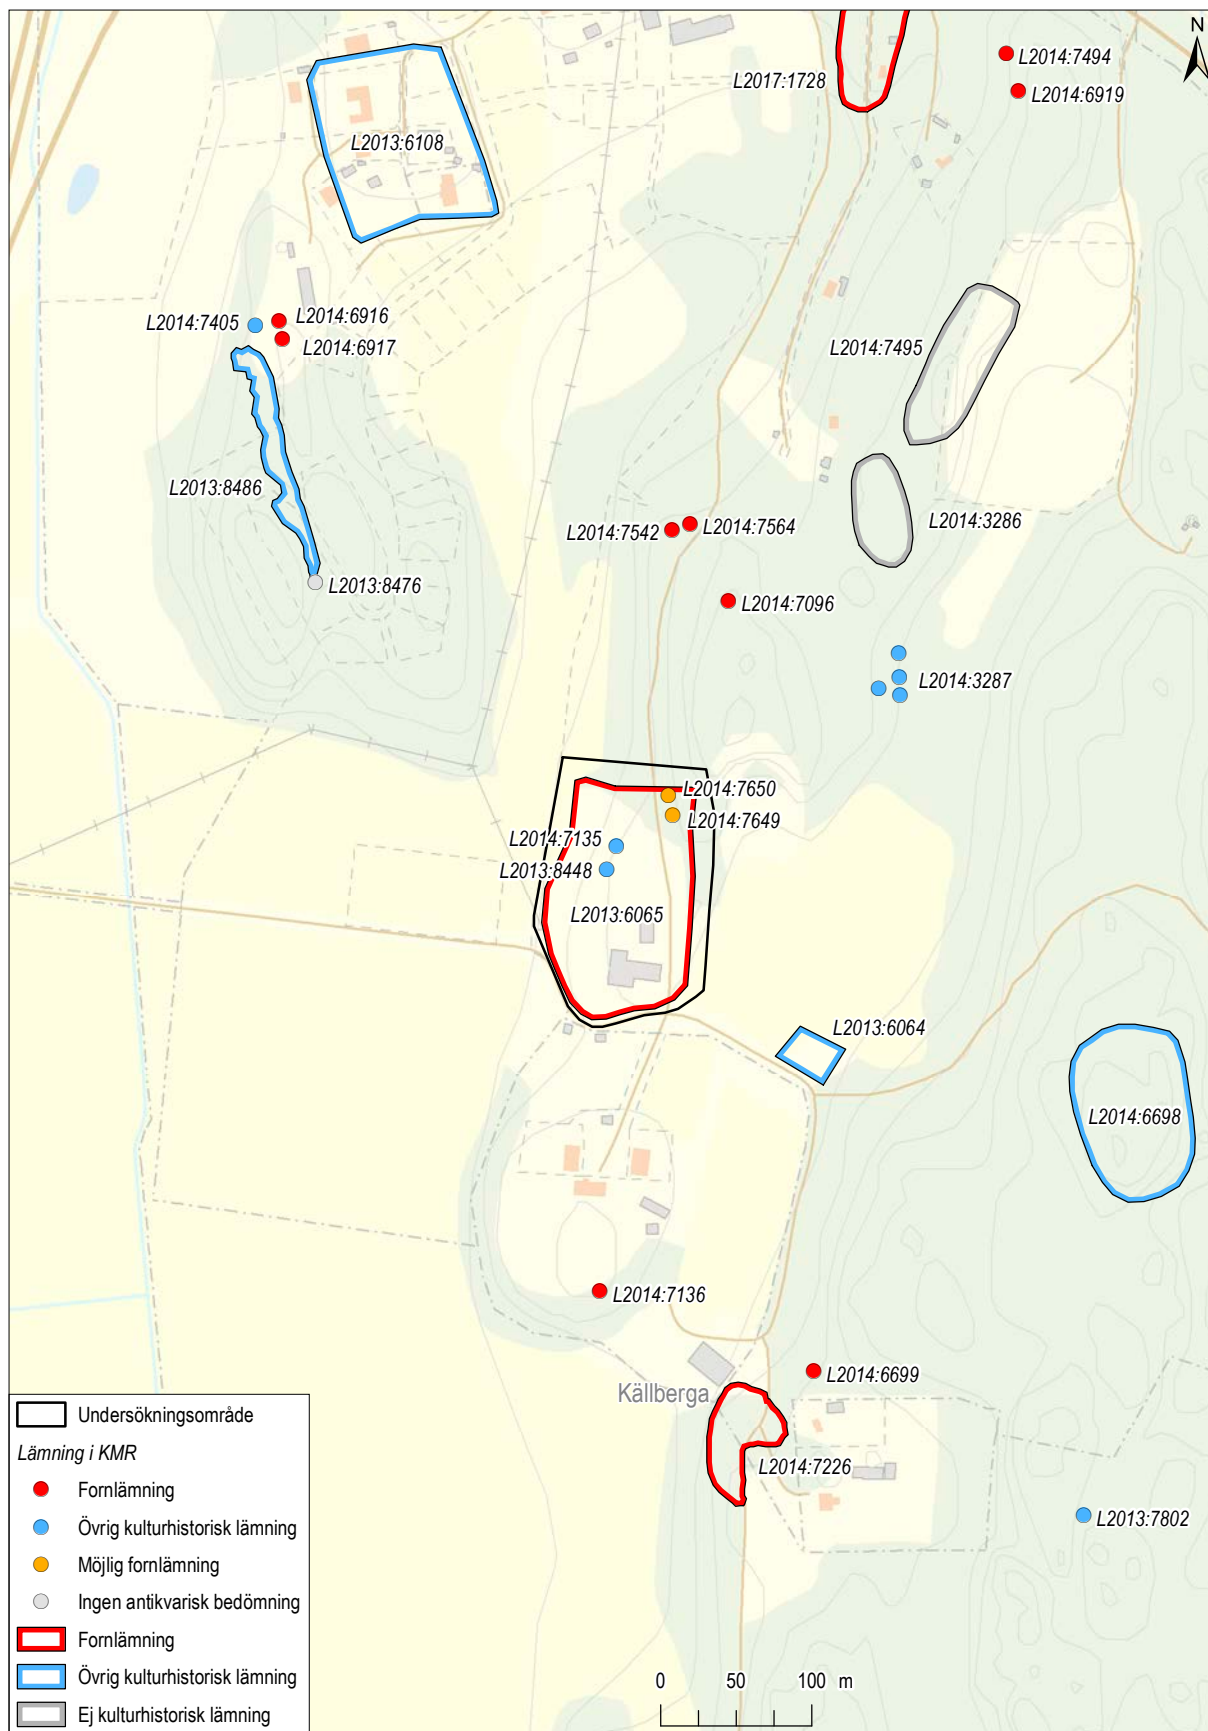 N
L2014:7494
L2017:1728
L2014:6919
L2013:6108
L2014:7405
L2014:6916
L2014:6917
L2014:7495
L2013:8486
L2014:7542
L2014:7564
L2014:3286
L2013:8476
L2014:7096
L2014:3287
L2014:7650
L2014:7649
L2014:7135
L2013:8448
L2013:6065
L2013:6064
L2014:6698
L2014:7136
L2014:6699
Källberga
L2014:7226
L2013:7802
Undersökningsområde
Lämning i KMR
Fornlämning
Övrig kulturhistorisk lämning
Möjlig fornlämning
Ingen antikvarisk bedömning
Fornlämning
Övrig kulturhistorisk lämning
Ej kulturhistorisk lämning
0 50 100 m